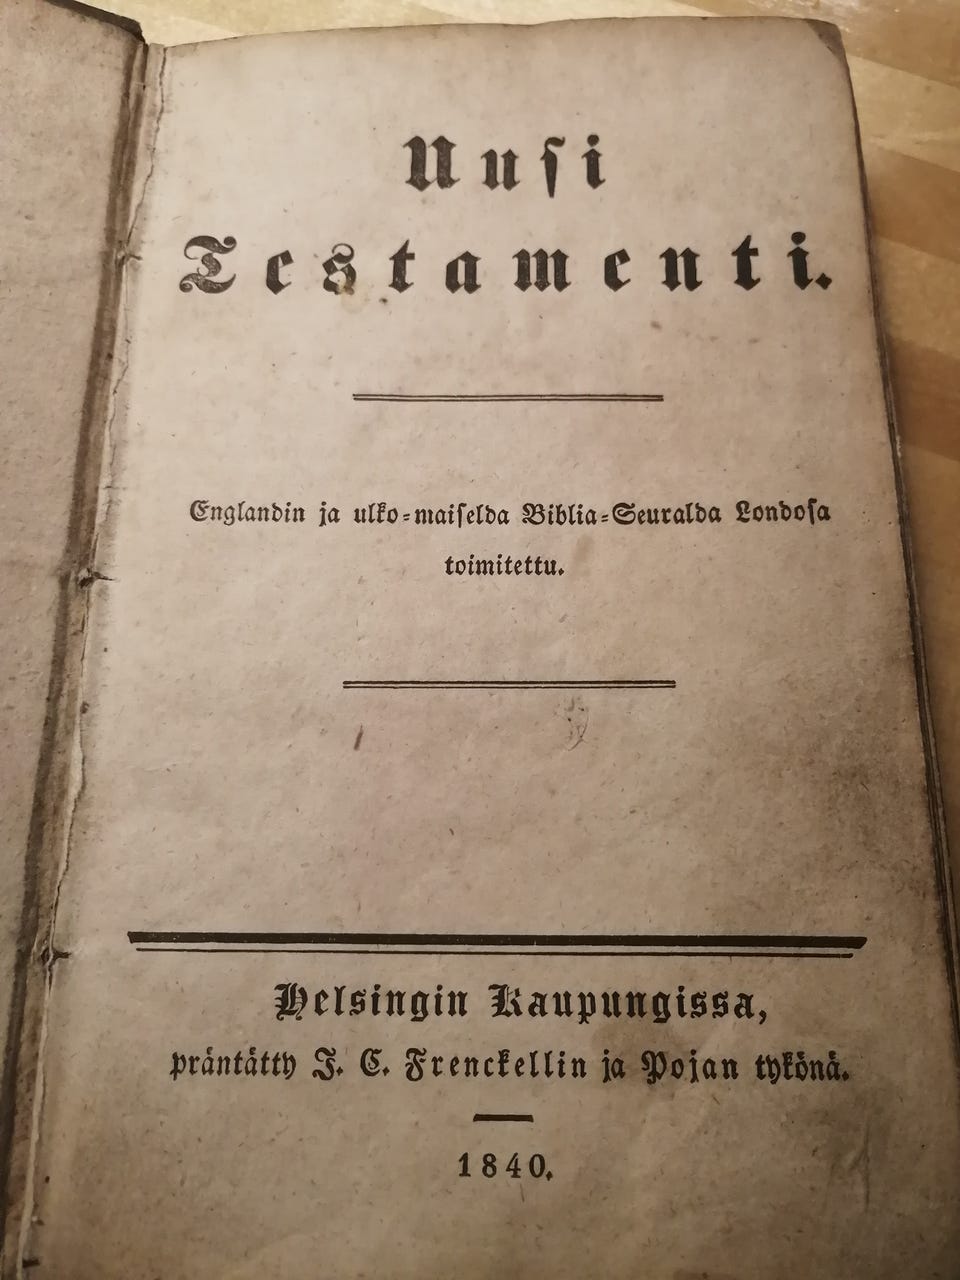 Uusi
Testamenti.
Englandin ja ulko-maiselda Biblia-Seuralda Londosa
toimitettu.
Helsingin Kaupungissa,
präntätty J. C. Frenckellin ja Pojan tykönä.
1840.